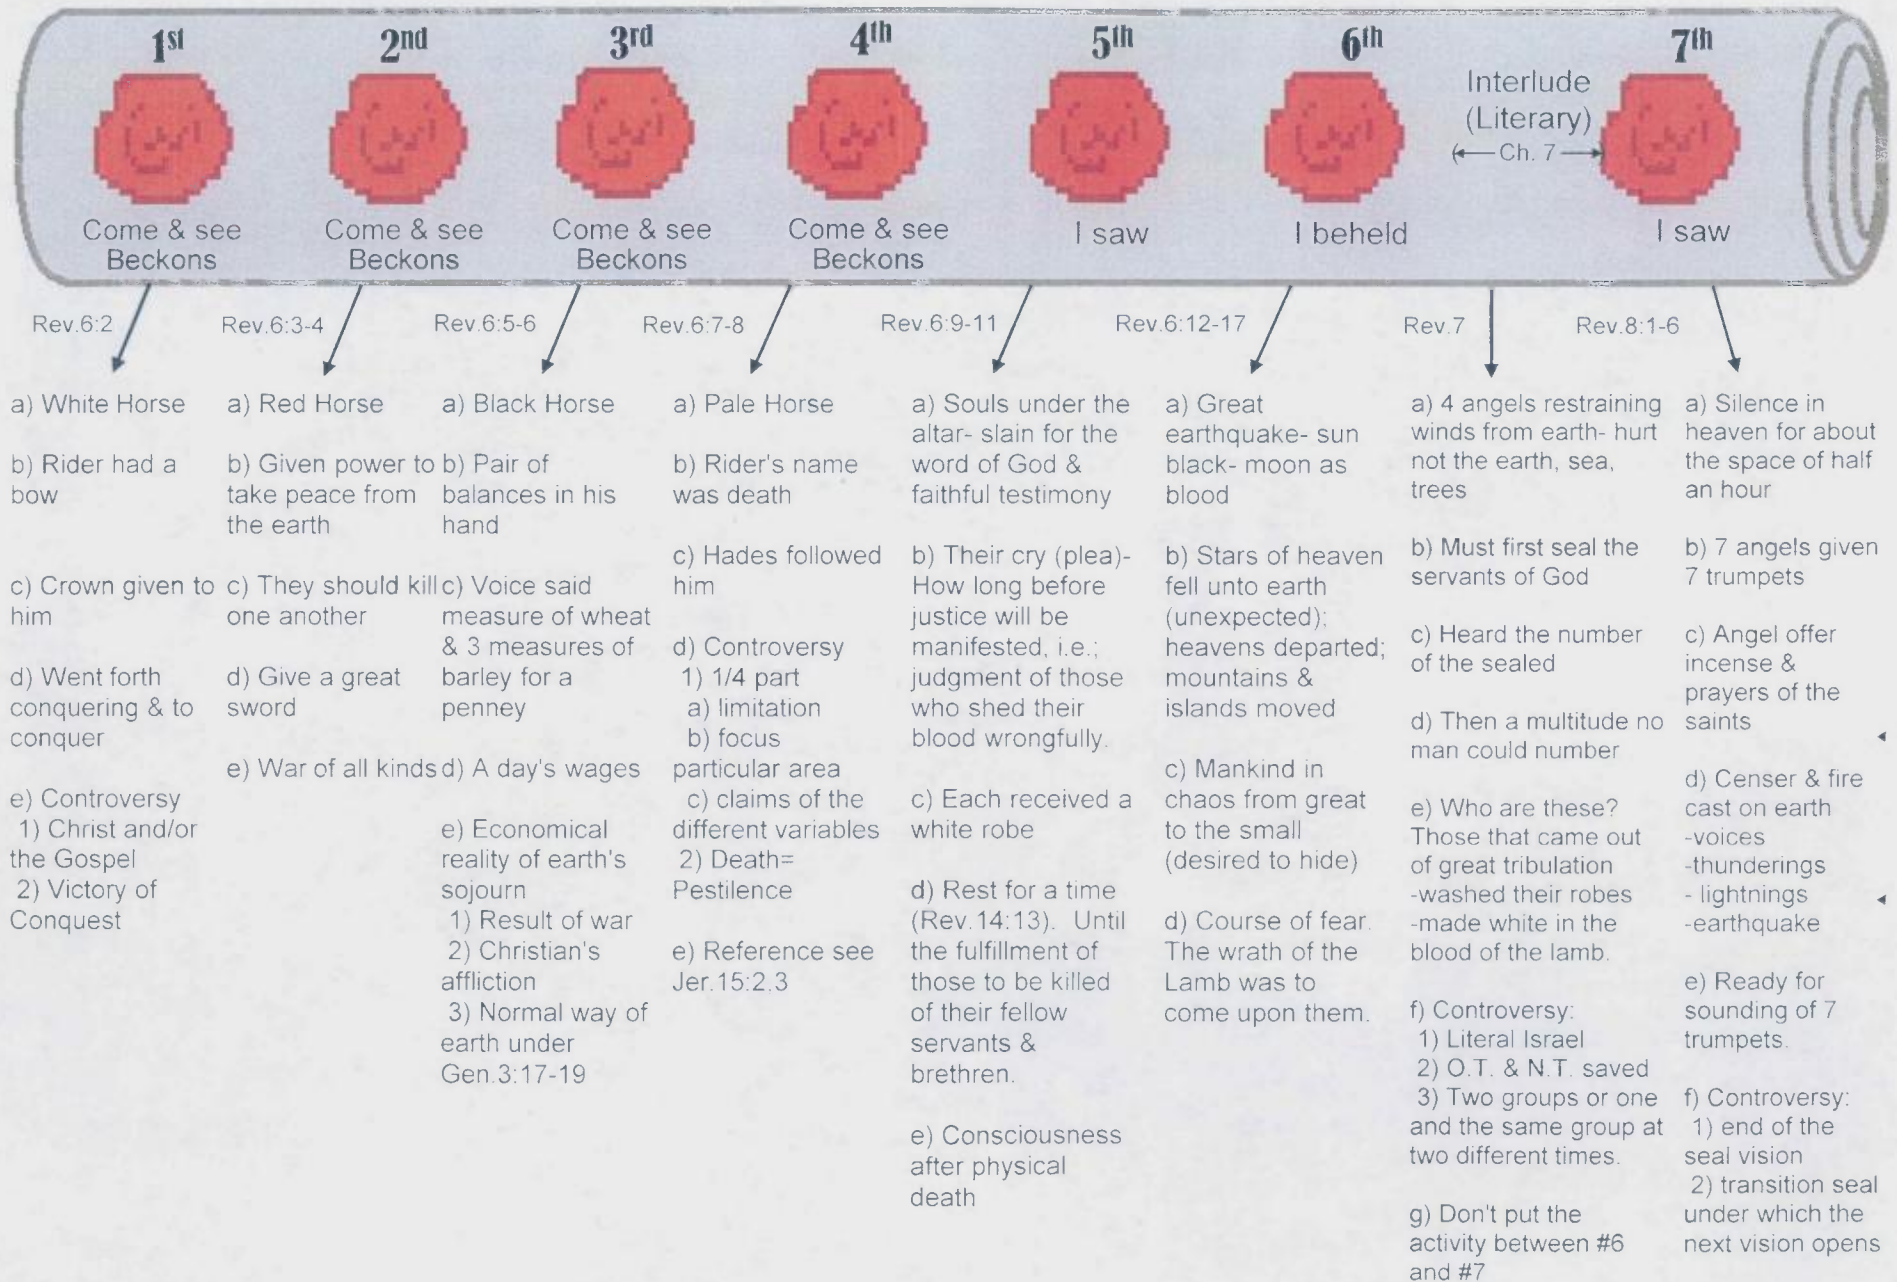 1st
2nd
3rd
4th
5th
6th
7th
Interlude
(Literary)
Ch. 7
Come & see
Beckons
Come & see
Beckons
Come & see
Beckons
Come & see
Beckons
I saw
I beheld
I saw
Rev.6:2
Rev.6:3-4
Rev.6:5-6
Rev.6:7-8
Rev.6:9-11
Rev.6:12-17
Rev.7
Rev.8:1-6
a) White Horse
b) Rider had a
bow
c) Crown given to
him
d) Went forth
conquering & to
conquer
e) Controversy
1) Christ and/or
the Gospel
2) Victory of
Conquest
a) Red Horse
b) Given power to
take peace from
the earth
c) They should kill
one another
d) Give a great
sword
e) War of all kinds
a) Black Horse
b) Pair of
balances in his
hand
c) Voice said
measure of wheat
& 3 measures of
barley for a
penney
d) A day's wages
e) Economical
reality of earth's
sojourn
1) Result of war
2) Christian's
affliction
3) Normal way of
earth under
Gen.3:17-19
a) Pale Horse
b) Rider's name
was death
c) Hades followed
him
d) Controversy
1) 1/4 part
a) limitation
b) focus
particular area
c) claims of the
different variables
2) Death=
Pestilence
e) Reference see
Jer.15:2.3
a) Souls under the
altar- slain for the
word of God &
faithful testimony
b) Their cry (plea)-
How long before
justice will be
manifested, i.e.;
judgment of those
who shed their
blood wrongfully.
c) Each received a
white robe
d) Rest for a time
(Rev.14:13). Until
the fulfillment of
those to be killed
of their fellow
servants &
brethren.
e) Consciousness
after physical
death
a) Great
earthquake- sun
black- moon as
blood
b) Stars of heaven
fell unto earth
(unexpected);
heavens departed;
mountains &
islands moved
c) Mankind in
chaos from great
to the small
(desired to hide)
d) Course of fear.
The wrath of the
Lamb was to
come upon them.
a) 4 angels restraining
winds from earth- hurt
not the earth, sea,
trees
b) Must first seal the
servants of God
c) Heard the number
of the sealed
d) Then a multitude no
man could number
e) Who are these?
Those that came out
of great tribulation
-washed their robes
-made white in the
blood of the lamb.
f) Controversy:
1) Literal Israel
2) O.T. & N.T. saved
3) Two groups or one
and the same group at
two different times.
g) Don't put the
activity between #6
and #7
a) Silence in
heaven for about
the space of half
an hour
b) 7 angels given
7 trumpets
c) Angel offer
incense &
prayers of the
saints
d) Censer & fire
cast on earth
-voices
-thunderings
- lightnings
-earthquake
e) Ready for
sounding of 7
trumpets.
f) Controversy:
1) end of the
seal vision
2) transition seal
under which the
next vision opens